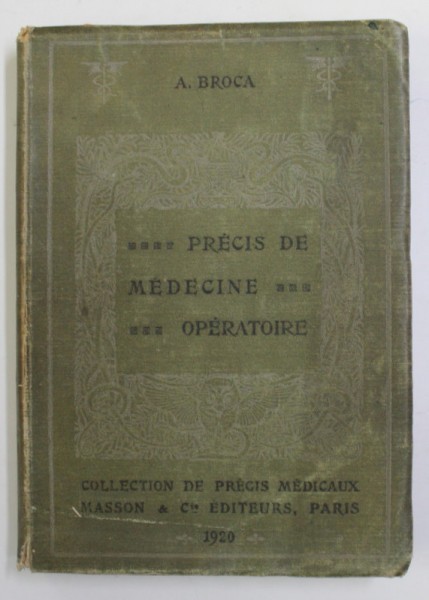 A. BROCA
PRÉCIS DE
MÉDECINE
OPÉRATOIRE
COLLECTION DE PRÉCIS MÉDICAUX
MASSON & Cie ÉDITEURS, PARIS
1920